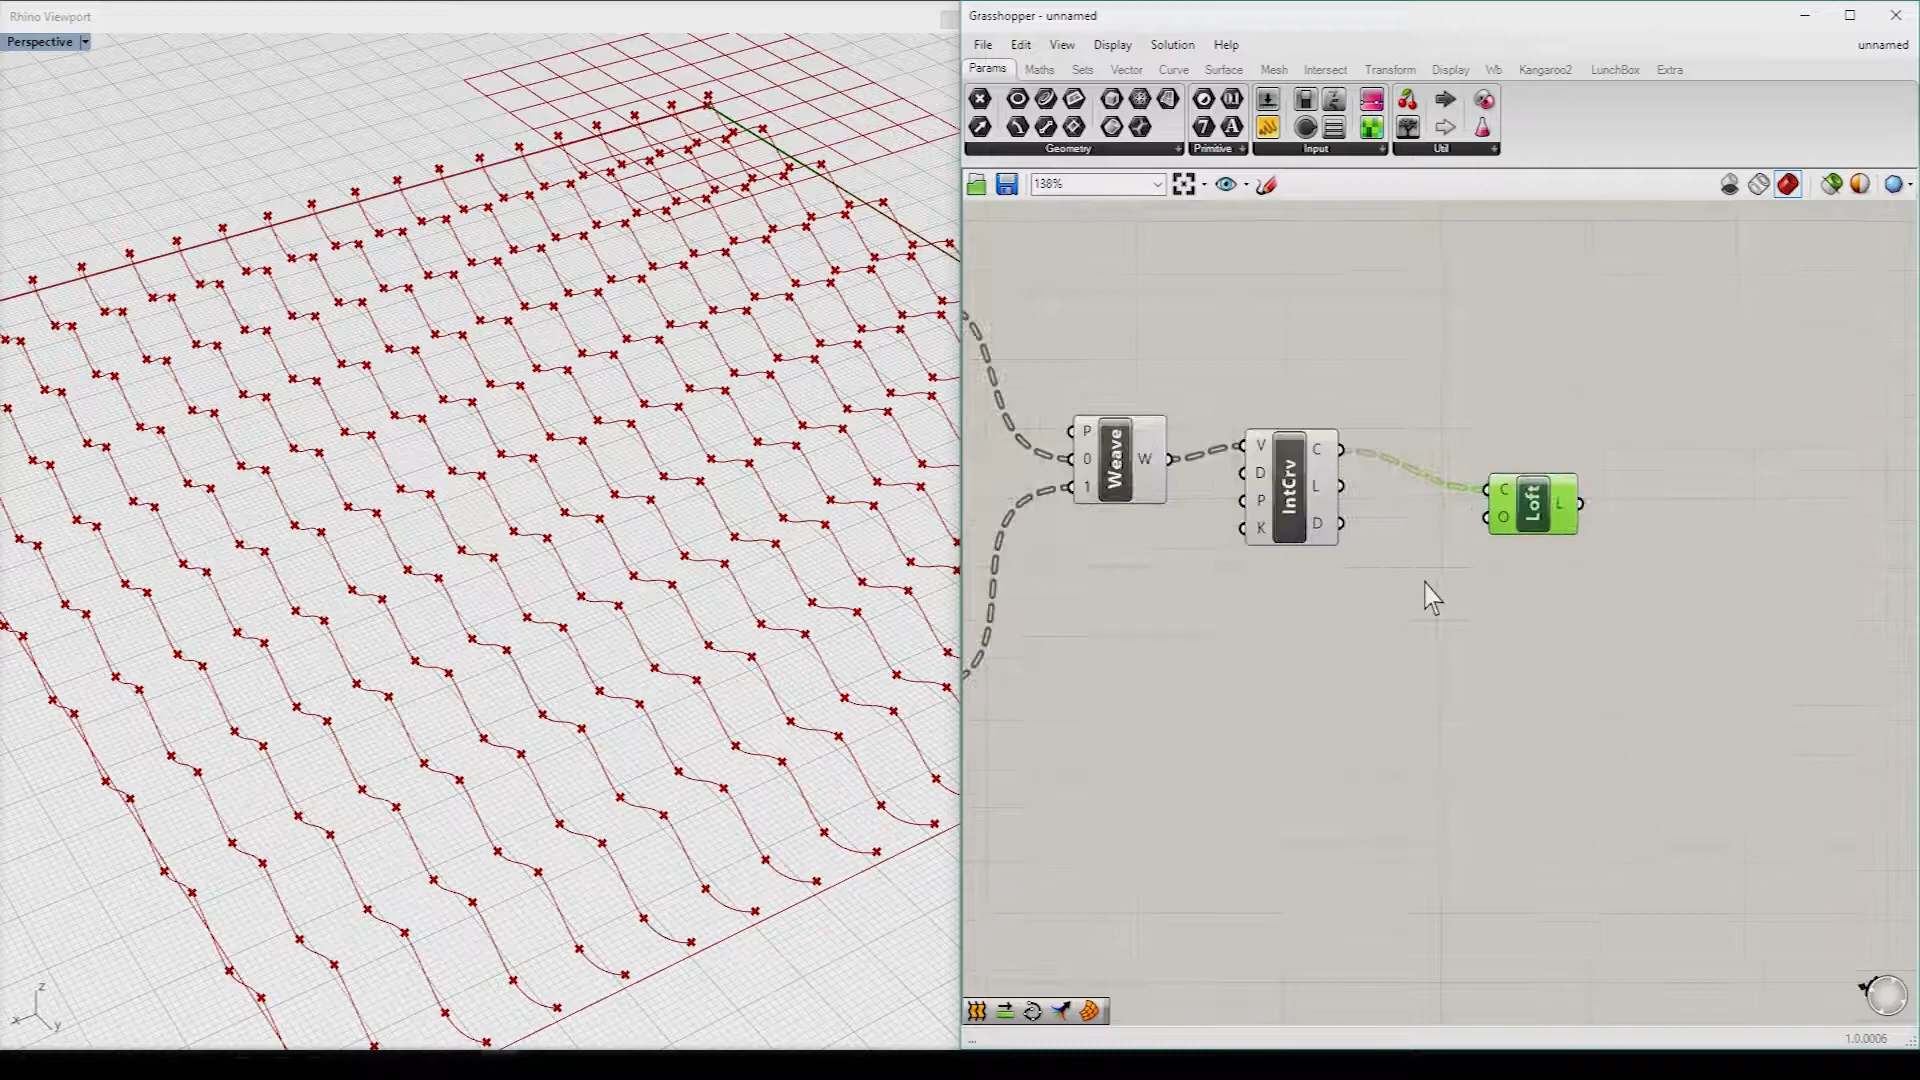 Rhino Viewport
Perspective
z
x
y
Grasshopper - unnamed
File Edit View Display Solution Help
unnamed
Params Maths Sets Vector Curve Surface Mesh Intersect Transform Display Wb Kangaroo2 LunchBox Extra
Geometry Primitive Input Util
138%
P
0
1
Weave
W
V
D
P
K
IntCrv
C
L
D
C
O
Loft
L
...
1.0.0006